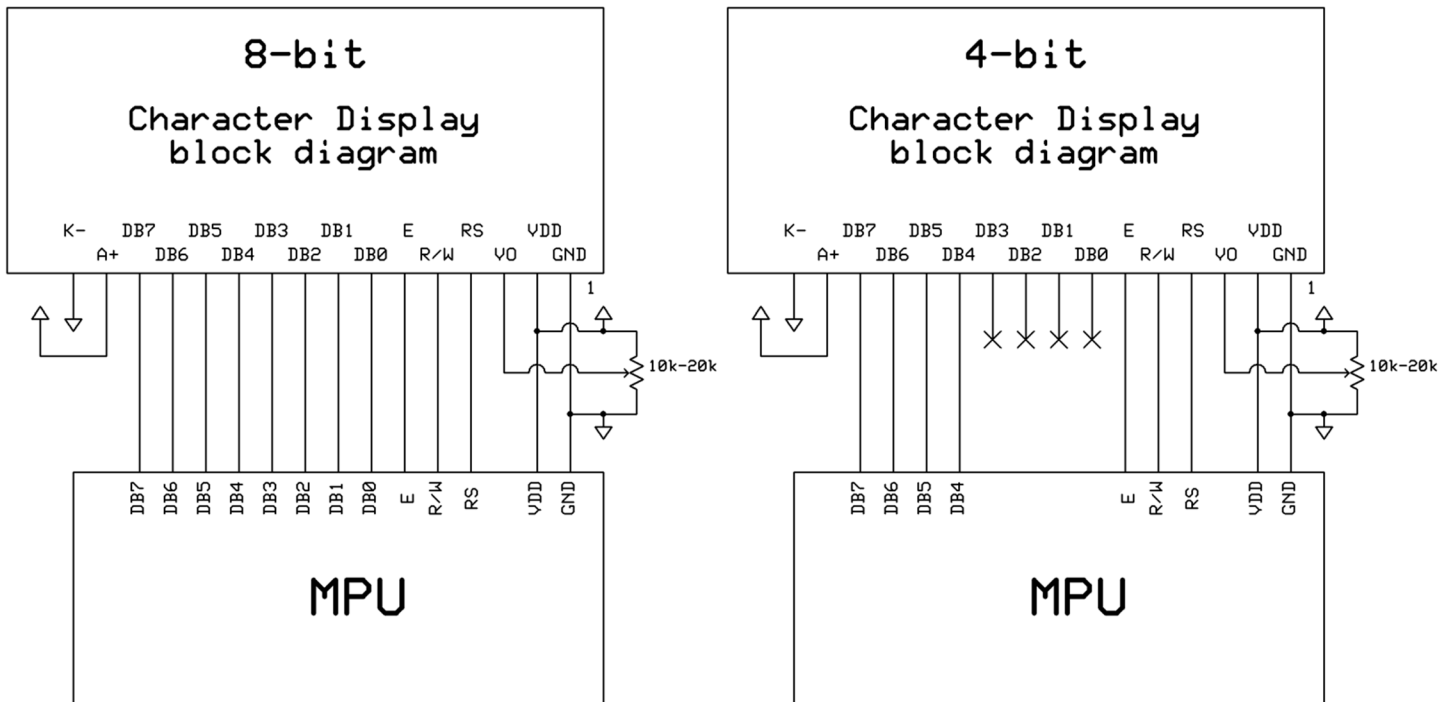 8-bit
Character Display
block diagram
K- DB7 DB5 DB3 DB1 E RS VDD
A+ DB6 DB4 DB2 DB0 R/W VO GND
1
10k-20k
DB7 DB6 DB5 DB4 DB3 DB2 DB1 DB0 E R/W RS VDD GND
MPU
4-bit
Character Display
block diagram
K- DB7 DB5 DB3 DB1 E RS VDD
A+ DB6 DB4 DB2 DB0 R/W VO GND
1
10k-20k
DB7 DB6 DB5 DB4 E R/W RS VDD GND
MPU